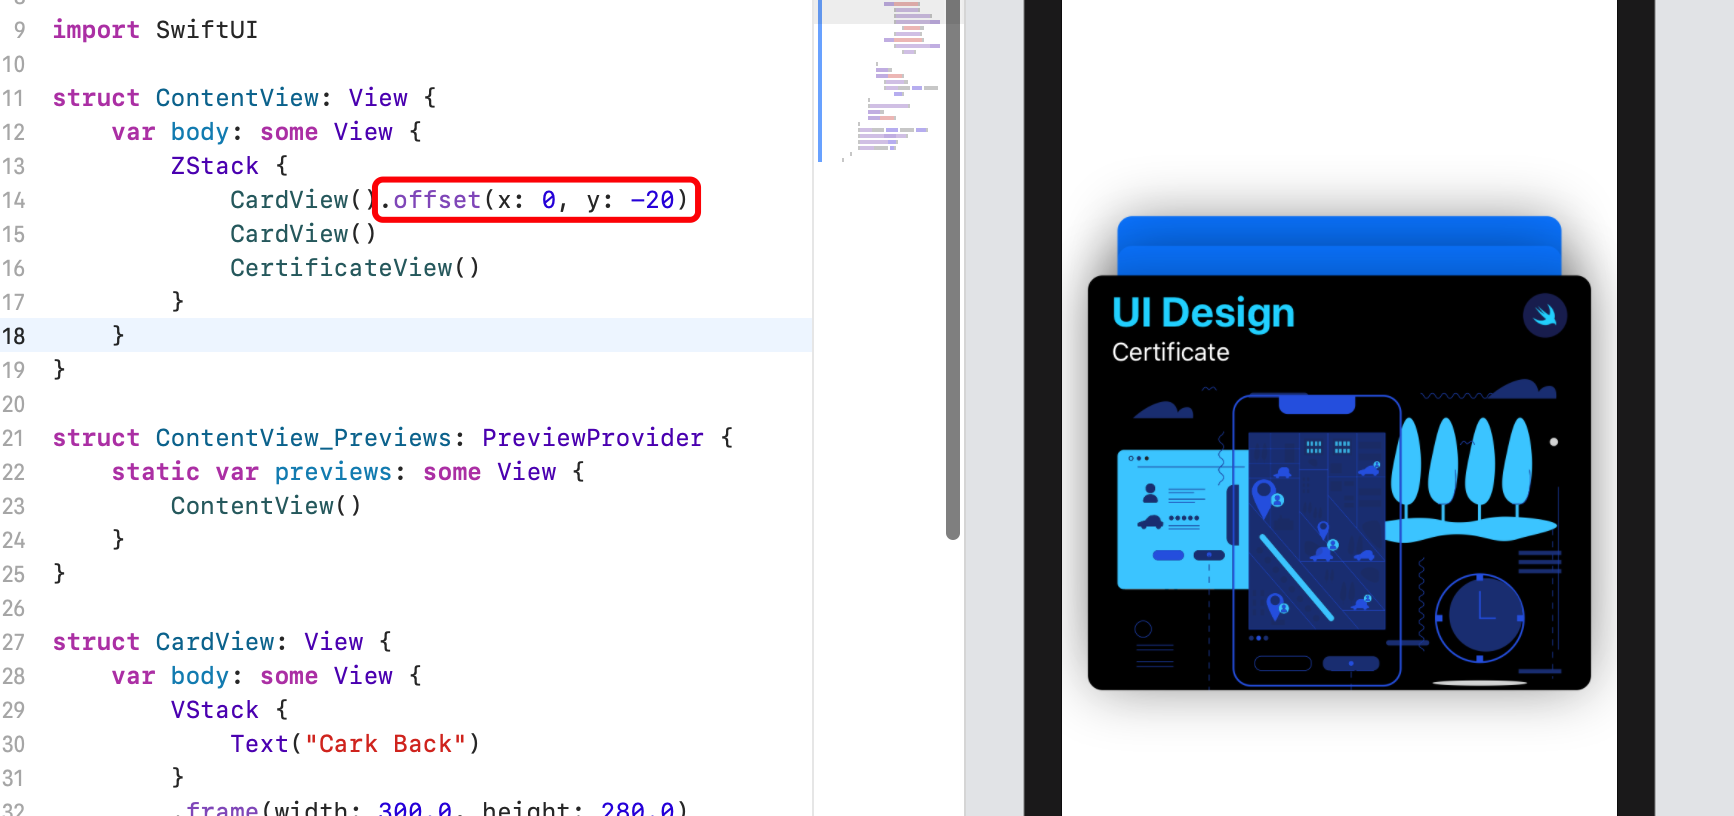 9 import SwiftUI
10
11 struct ContentView: View {
12 var body: some View {
13 ZStack {
14 CardView().offset(x: 0, y: -20)
15 CardView()
16 CertificateView()
17 }
18 }
19 }
20
21 struct ContentView_Previews: PreviewProvider {
22 static var previews: some View {
23 ContentView()
24 }
25 }
26
27 struct CardView: View {
28 var body: some View {
29 VStack {
30 Text("Cark Back")
31 }
32 .frame(width: 300.0, height: 280.0)
UI Design
Certificate